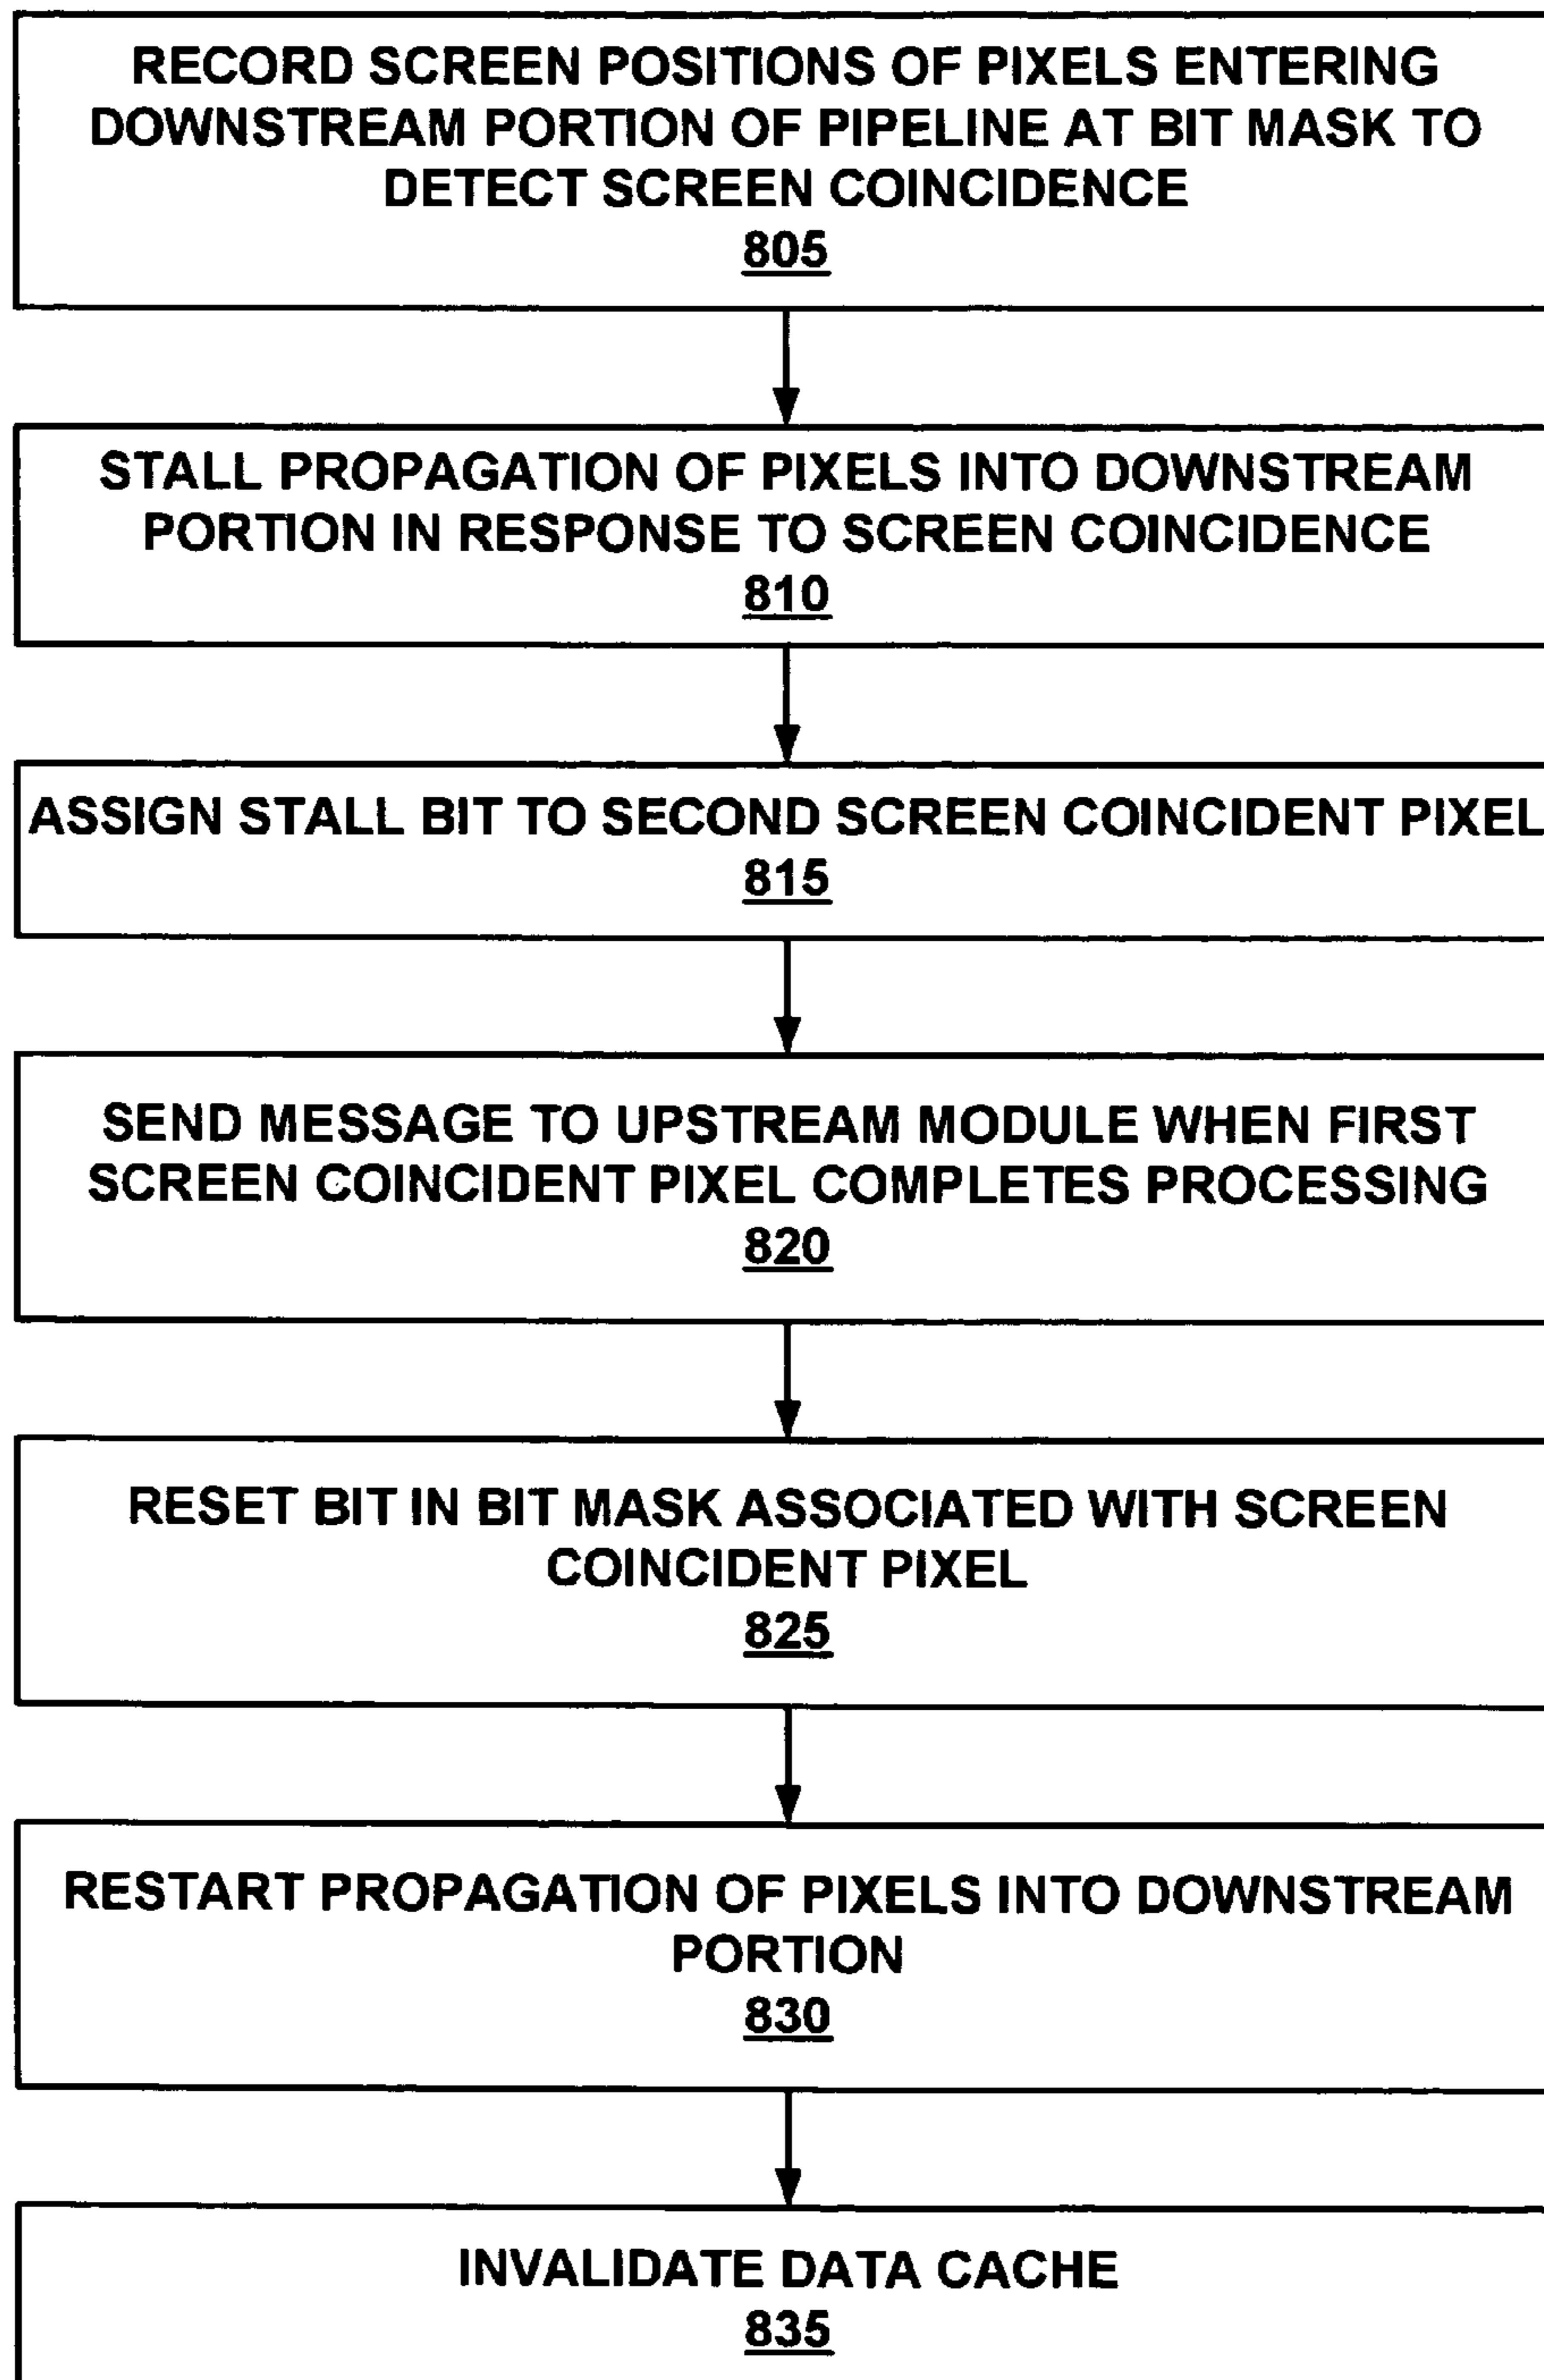 RECORD SCREEN POSITIONS OF PIXELS ENTERING
DOWNSTREAM PORTION OF PIPELINE AT BIT MASK TO
DETECT SCREEN COINCIDENCE
805
STALL PROPAGATION OF PIXELS INTO DOWNSTREAM
PORTION IN RESPONSE TO SCREEN COINCIDENCE
810
ASSIGN STALL BIT TO SECOND SCREEN COINCIDENT PIXEL
815
SEND MESSAGE TO UPSTREAM MODULE WHEN FIRST
SCREEN COINCIDENT PIXEL COMPLETES PROCESSING
820
RESET BIT IN BIT MASK ASSOCIATED WITH SCREEN
COINCIDENT PIXEL
825
RESTART PROPAGATION OF PIXELS INTO DOWNSTREAM
PORTION
830
INVALIDATE DATA CACHE
835